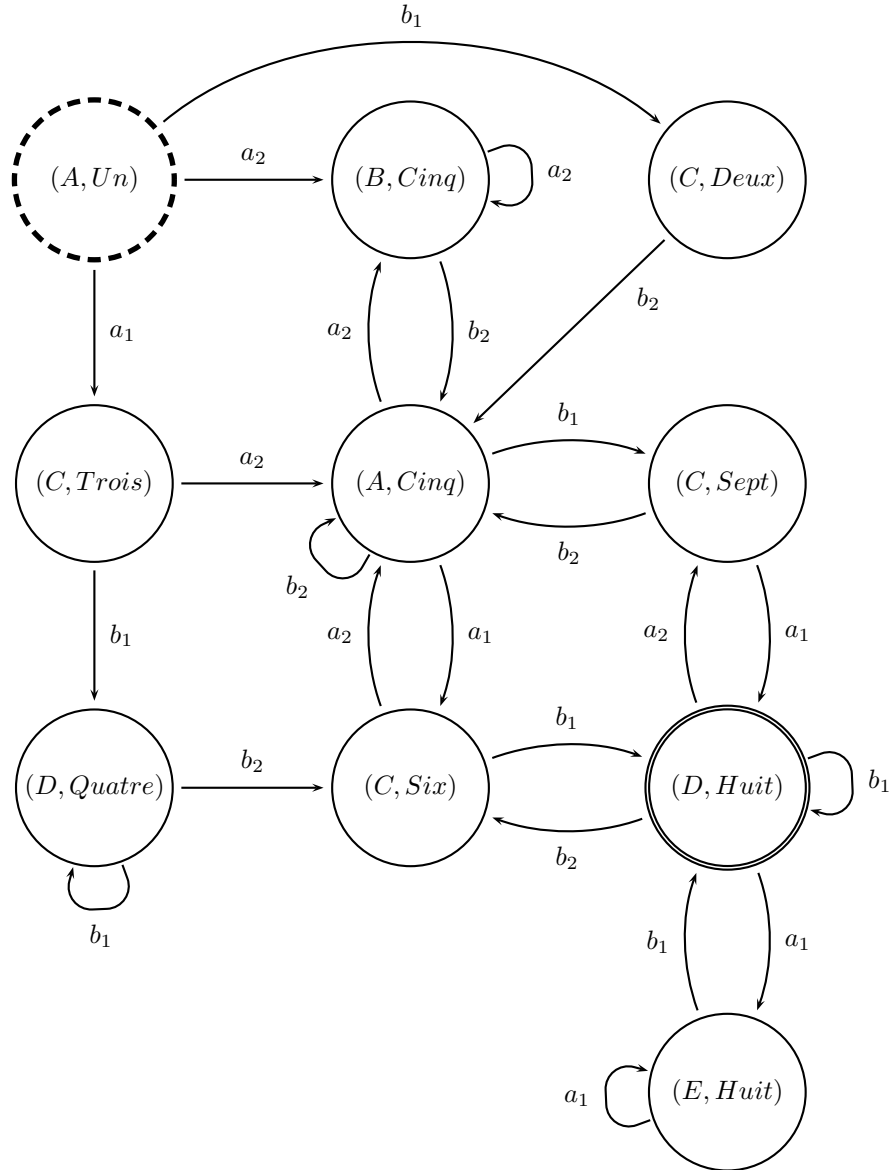 b1
(A, Un)
a2
(B, Cinq)
a2
(C, Deux)
a1
a2
b2
b2
(C, Trois)
a2
(A, Cinq)
b1
(C, Sept)
b2
b2
b1
a2
a1
a2
a1
(D, Quatre)
b2
(C, Six)
b1
(D, Huit)
b1
b2
b1
b1
a1
a1
(E, Huit)